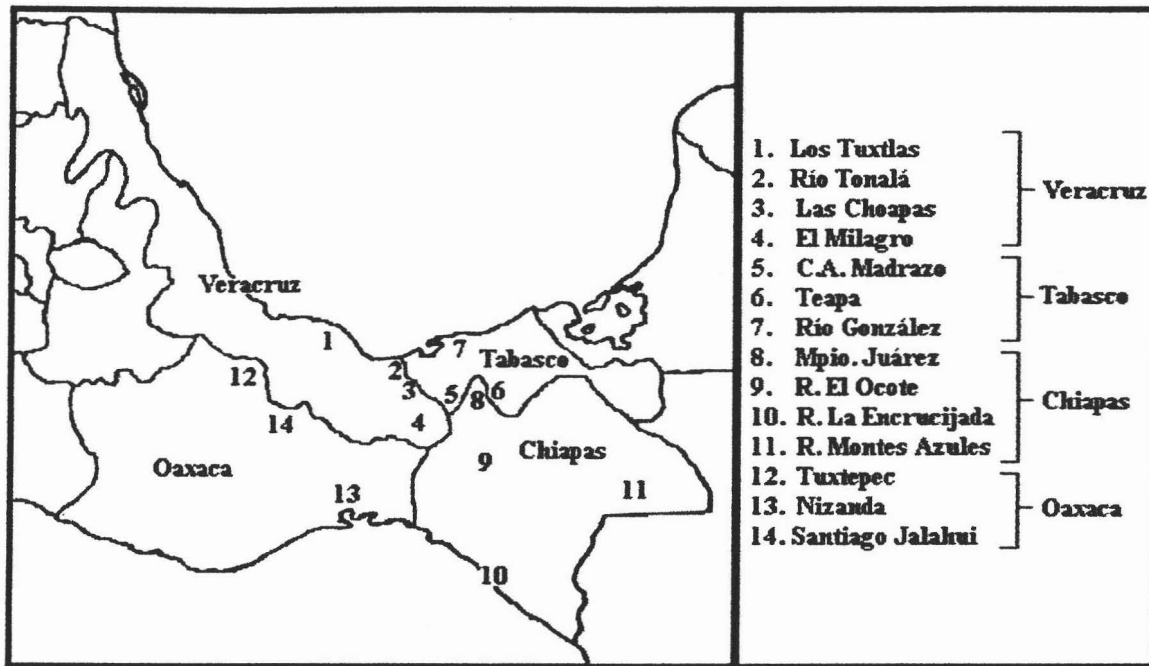 Veracruz
1
7
Tabasco
2
12
3
5
8
6
14
4
Oaxaca
9
Chiapas
13
11
10
1. Los Tuxtlas
2. Río Tonalá
3. Las Choapas
4. El Milagro
Veracruz
5. C.A. Madrazo
6. Teapa
7. Río González
Tabasco
8. Mpio. Juárez
9. R. El Ocote
10. R. La Encrucijada
11. R. Montes Azules
Chiapas
12. Tuxtepec
13. Nizanda
14. Santiago Jalahui
Oaxaca